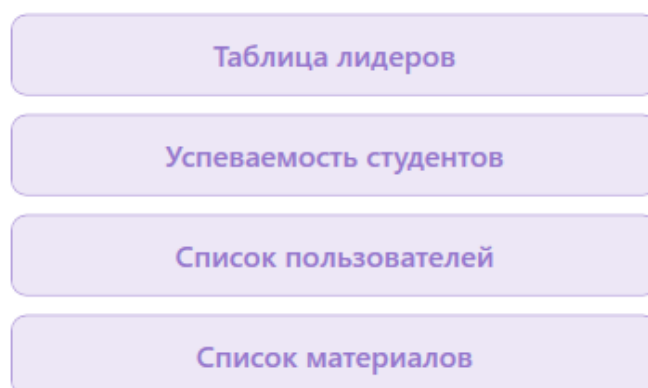 Таблица лидеров
Успеваемость студентов
Список пользователей
Список материалов